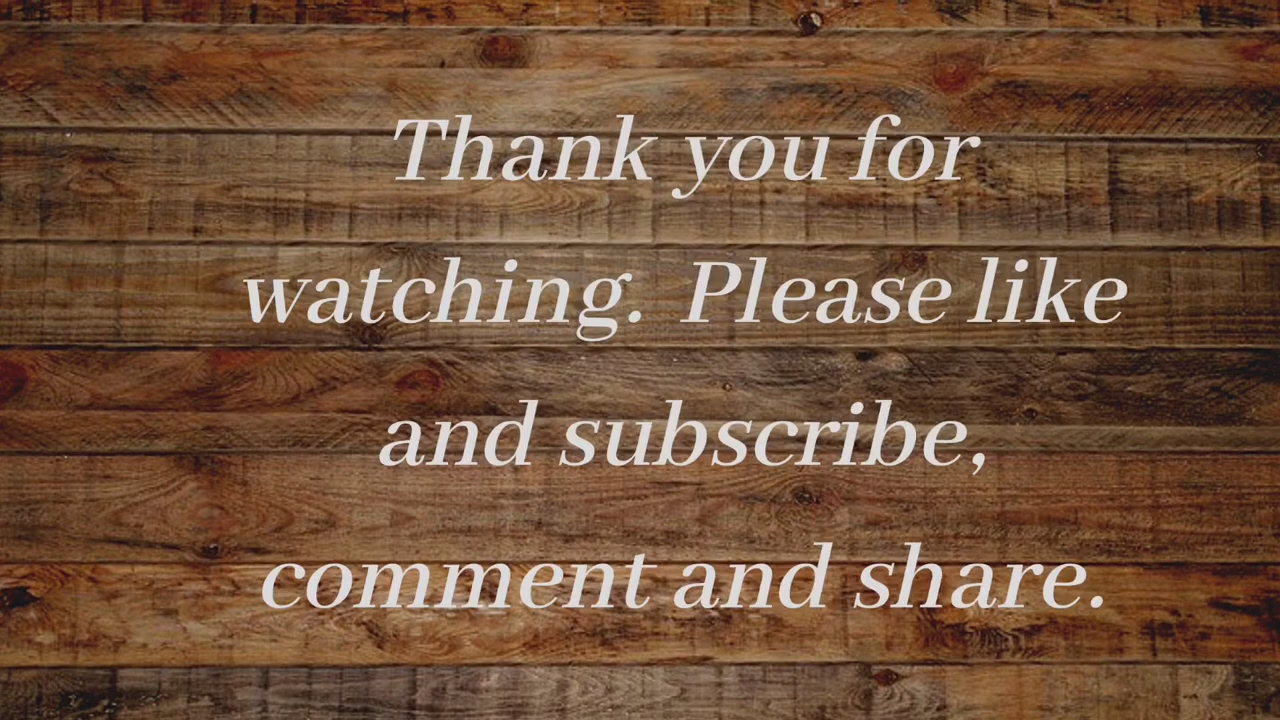 Thank you for
watching. Please like
and subscribe,
comment and share.